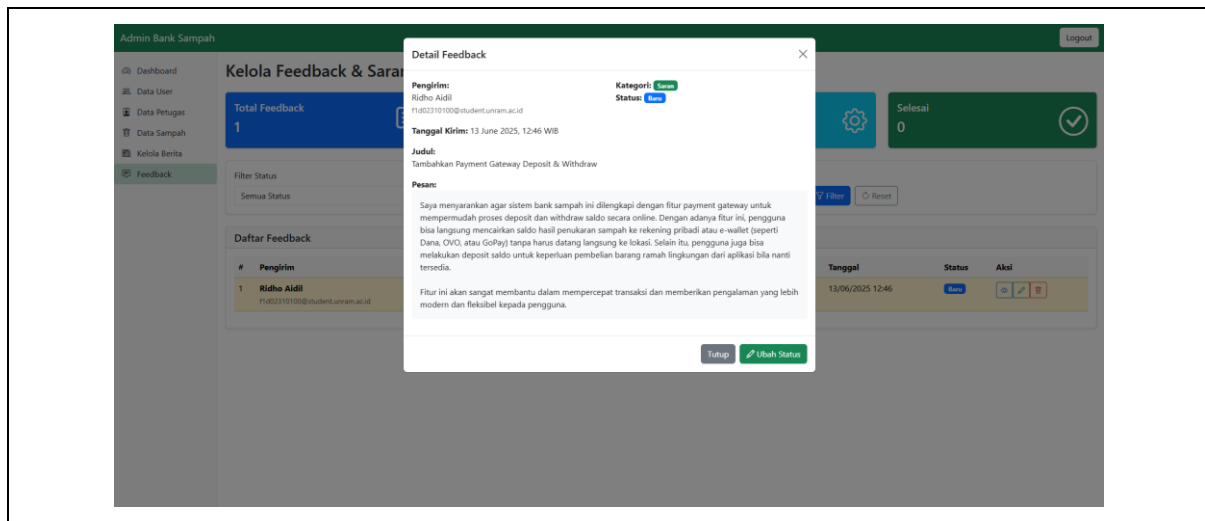 Admin Bank Sampah
Logout
Dashboard
Data User
Data Petugas
Data Sampah
Kelola Berita
Feedback
Kelola Feedback & Sarar
Total Feedback
1
Selesai
0
Filter Status
Semua Status
Filter
Reset
Daftar Feedback
# Pengirim Tanggal Status Aksi
1 Ridho Aidil 13/06/2025 12:46 Baru
f1d02310100@student.unram.ac.id
Detail Feedback
Pengirim: Kategori: Saran
Ridho Aidil Status: Baru
f1d02310100@student.unram.ac.id
Tanggal Kirim: 13 June 2025, 12:46 WIB
Judul:
Tambahkan Payment Gateway Deposit & Withdraw
Pesan:
Saya menyarankan agar sistem bank sampah ini dilengkapi dengan fitur payment gateway untuk
mempermudah proses deposit dan withdraw saldo secara online. Dengan adanya fitur ini, pengguna
bisa langsung mencairkan saldo hasil penukaran sampah ke rekening pribadi atau e-wallet (seperti
Dana, OVO, atau GoPay) tanpa harus datang langsung ke lokasi. Selain itu, pengguna juga bisa
melakukan deposit saldo untuk keperluan pembelian barang ramah lingkungan dari aplikasi bila nanti
tersedia.
Fitur ini akan sangat membantu dalam mempercepat transaksi dan memberikan pengalaman yang lebih
modern dan fleksibel kepada pengguna.
Tutup
Ubah Status